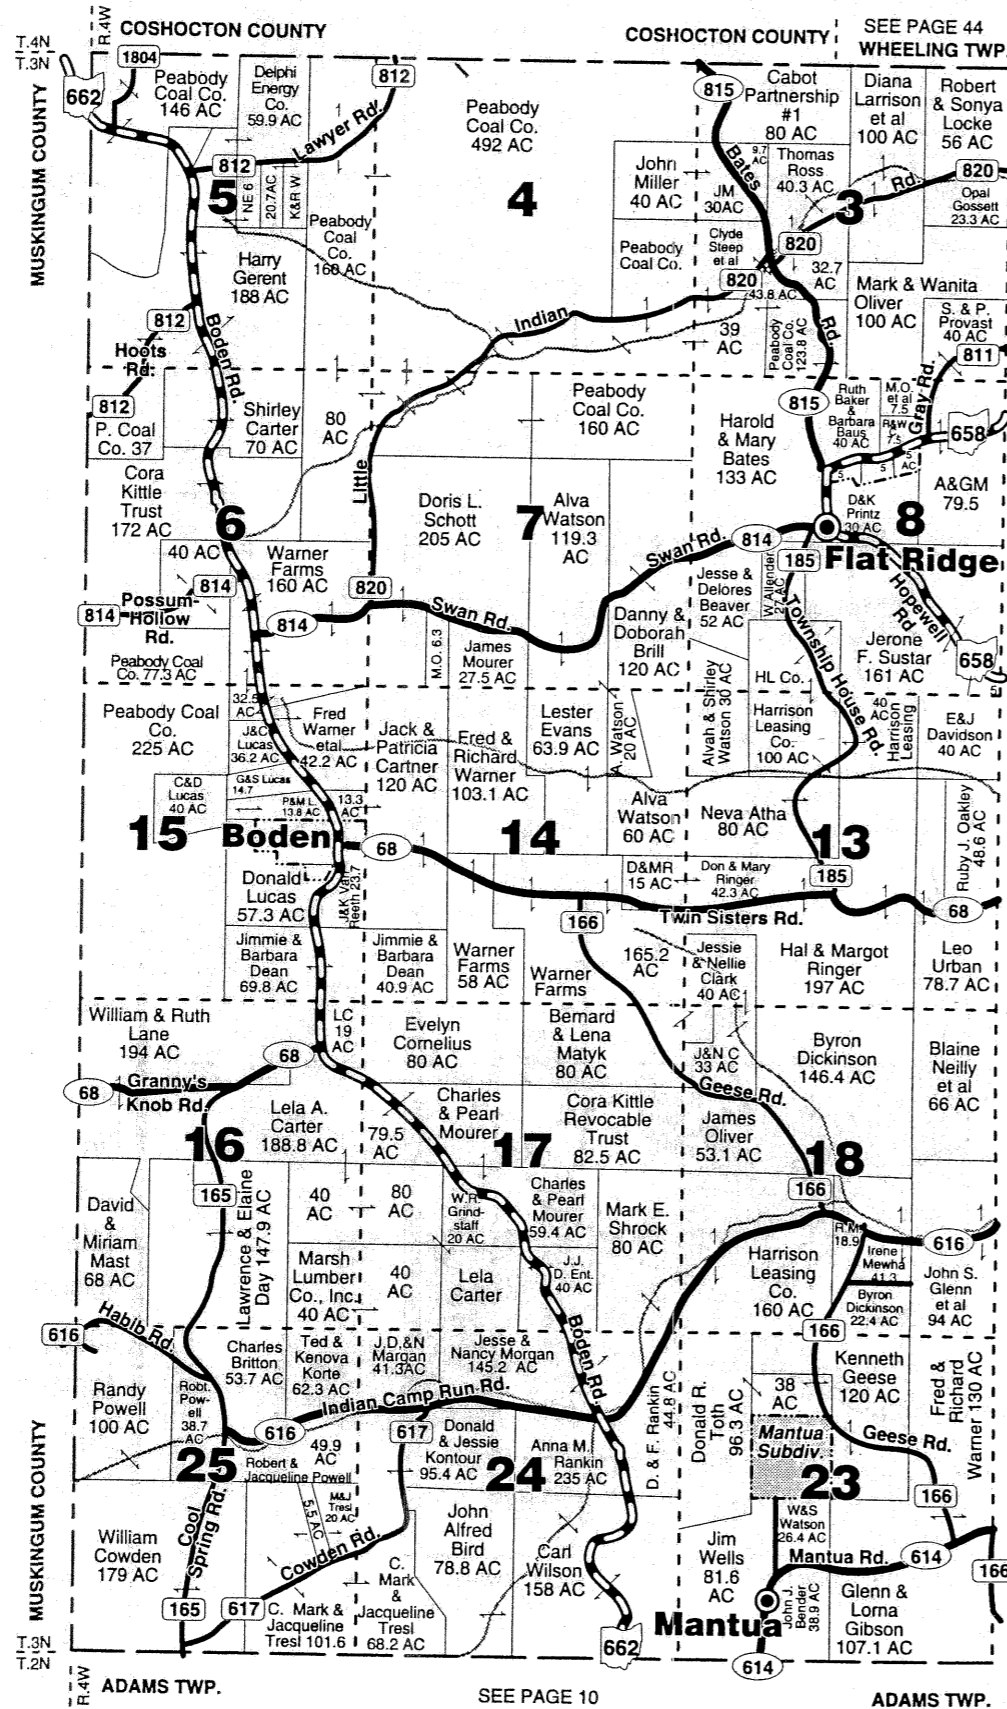 COSHOCTON COUNTY
COSHOCTON COUNTY
SEE PAGE 44
WHEELING TWP.
R.4W
T.4N
T.3N
MUSKINGUM COUNTY
662
1804
Peabody
Coal Co.
146 AC
Delphi
Energy
Co.
59.9 AC
812
Lawyer Rd.
812
5
NE 6
20.7AC
K&R W.
Peabody
Coal
Co.
160 AC
Peabody
Coal Co.
492 AC
4
John
Miller
40 AC
Peabody
Coal Co.
815
Bates
9.7
AC
JM
30AC
Clyde
Steep
et al
820
43.8 AC
Cabot
Partnership
#1
80 AC
Thomas
Ross
40.3 AC
3
Rd.
820
820
32.7
AC
Diana
Larrison
et al
100 AC
Robert
& Sonya
Locke
56 AC
Opal
Gossett
23.3 AC
Mark & Wanita
Oliver
100 AC
S. & P.
Provast
40 AC
811
Gray Rd.
Harry
Gerent
188 AC
812
Boden Rd.
Hoots
Rd.
812
P. Coal
Co. 37
Indian
39
AC
Peabody
Coal Co.
123.8 AC
Rd.
815
Shirley
Carter
70 AC
80
AC
Little
Peabody
Coal Co.
160 AC
Harold
& Mary
Bates
133 AC
Ruth
Baker
&
Barbara
Baus
40 AC
M.O.
et al
7.5
R&W
C.
7.5
658
5
5
5
AC
Cora
Kittle
Trust
172 AC
6
Doris L.
Schott
205 AC
7
Alva
Watson
119.3
AC
D&K
Printz
30 AC
8
A&GM
79.5
Flat Ridge
40 AC
Warner
Farms
160 AC
814
814
Possum
Hollow
Rd.
814
820
Swan Rd.
Swan Rd.
814
185
Jesse &
Delores
Beaver
52 AC
W. Allender
27 AC
Township House Rd.
Hopewell
Rd.
658
Peabody Coal
Co. 77.3 AC
M.O. 6.3
James
Mourer
27.5 AC
Danny &
Doborah
Brill
120 AC
HL Co.
Jerone
F. Sustar
161 AC
Peabody Coal
Co.
225 AC
32.5
AC
J&C
Lucas
36.2 AC
Fred
Warner
etal
42.2 AC
Jack &
Patricia
Cartner
120 AC
Fred &
Richard
Warner
103.1 AC
Lester
Evans
63.9 AC
A. Watson
20 AC
Alvah & Shirley
Watson 30 AC
Harrison
Leasing
Co.
100 AC
40
AC
Harrison
Leasing
E&J
Davidson
40 AC
C&D
Lucas
40 AC
G&S Lucas
14.7
P&M L.
13.8 AC
13.3
AC
15
Boden
68
14
Alva
Watson
60 AC
Neva Atha
80 AC
13
Ruby J. Oakley
48.6 AC
Donald
Lucas
57.3 AC
J&K Van
Reeth 23.7
D&MR
15 AC
Don & Mary
Ringer
42.3 AC
185
68
166
Twin Sisters Rd.
Jimmie &
Barbara
Dean
69.8 AC
Jimmie &
Barbara
Dean
40.9 AC
Warner
Farms
58 AC
Warner
Farms
165.2
AC
Jessie
& Nellie
Clark
40 AC
Hal & Margot
Ringer
197 AC
Leo
Urban
78.7 AC
William & Ruth
Lane
194 AC
LC
19
AC
Evelyn
Cornelius
80 AC
Bernard
& Lena
Matyk
80 AC
J&N C
33 AC
Byron
Dickinson
146.4 AC
Blaine
Neilly
et al
66 AC
68
Granny's
Knob Rd.
68
Lela A.
Carter
188.8 AC
79.5
AC
Charles
& Pearl
Mourer
Cora Kittle
Revocable
Trust
82.5 AC
Geese Rd.
James
Oliver
53.1 AC
16
17
18
165
166
David
&
Miriam
Mast
68 AC
Lawrence & Elaine
Day 147.9 AC
40
AC
80
AC
W.R.
Grind-
staff
20 AC
Charles
& Pearl
Mourer
59.4 AC
Mark E.
Shrock
80 AC
Marsh
Lumber
Co., Inc.
40 AC
40
AC
Lela
Carter
J.J.
D. Ent.
40 AC
Harrison
Leasing
Co.
160 AC
R.M.
18.9
Irene
Mewha
41.3
616
Byron
Dickinson
22.4 AC
John S.
Glenn
et al
94 AC
616
Habib Rd.
Charles
Britton
53.7 AC
Ted &
Kenova
Korte
62.3 AC
J.D.&N
Margan
41.3AC
Jesse &
Nancy Morgan
145.2 AC
Boden Rd.
166
Kenneth
Geese
120 AC
Fred &
Richard
Warner 130 AC
Randy
Powell
100 AC
Robt.
Pow-
ell
38.7
AC
616
Indian Camp Run Rd.
617
D. & F. Rankin
44.8 AC
Donald R.
Toth
96.3 AC
38
AC
Mantua
Subdiv.
Geese Rd.
25
49.9
AC
Robert &
Jacqueline Powell
Donald
& Jessie
Kontour
95.4 AC
24
Anna M.
Rankin
235 AC
23
166
MUSKINGUM COUNTY
William
Cowden
179 AC
Cool
Spring Rd.
5.5 AC
M&J
Tresl
20 AC
Cowden Rd.
John
Alfred
Bird
78.8 AC
Carl
Wilson
158 AC
Jim
Wells
81.6
AC
W&S
Watson
26.4 AC
Mantua Rd.
614
166
165
617
C. Mark &
Jacqueline
Tresl 101.6
C.
Mark
&
Jacqueline
Tresl
68.2 AC
662
Mantua
John J.
Bender
38.9 AC
Glenn &
Lorna
Gibson
107.1 AC
614
T.3N
T.2N
R.4W
ADAMS TWP.
SEE PAGE 10
ADAMS TWP.